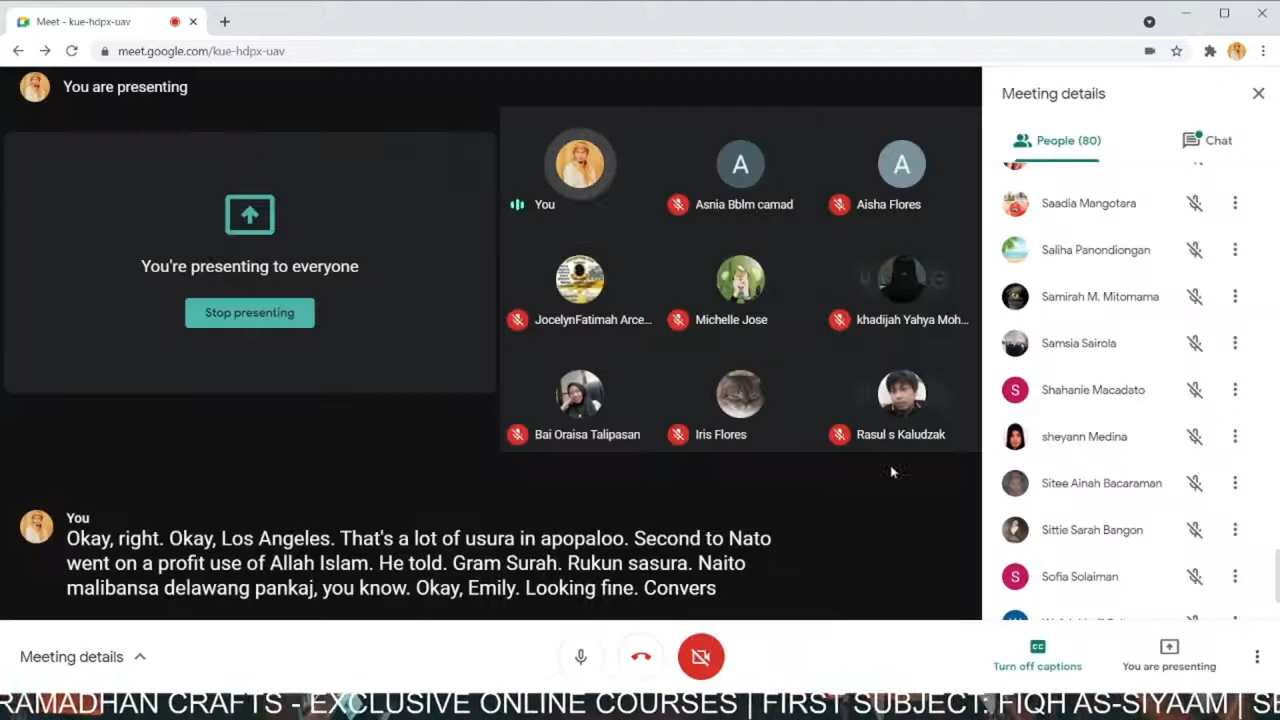 Meet - kue-hdpx-uav
meet.google.com/kue-hdpx-uav
You are presenting
You're presenting to everyone
Stop presenting
You
A
Asnia Bblm camad
A
Aisha Flores
JocelynFatimah Arce...
Michelle Jose
khadijah Yahya Moh...
Bai Oraisa Talipasan
Iris Flores
Rasul s Kaludzak
You
Okay, right. Okay, Los Angeles. That's a lot of usura in apopaloo. Second to Nato
went on a profit use of Allah Islam. He told. Gram Surah. Rukun sasura. Naito
malibansa delawang pankaj, you know. Okay, Emily. Looking fine. Convers
Meeting details
People (80)
Chat
Saadia Mangotara
Saliha Panondiongan
Samirah M. Mitomama
Samsia Sairola
S
Shahanie Macadato
sheyann Medina
Sitee Ainah Bacaraman
Sittie Sarah Bangon
S
Sofia Solaiman
Meeting details
CC
Turn off captions
You are presenting
RAMADHAN CRAFTS - EXCLUSIVE ONLINE COURSES | FIRST SUBJECT: FIQH AS-SIYAAM |